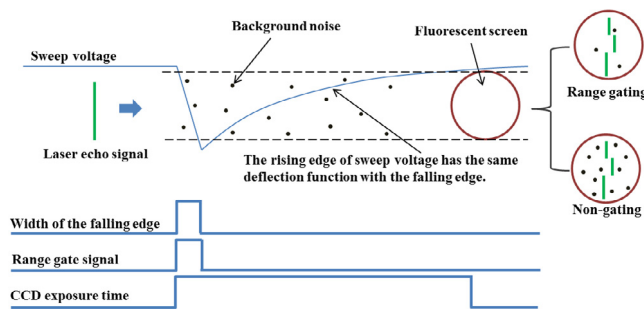 Background noise
Fluorescent screen
Sweep voltage
Range gating
Laser echo signal
The rising edge of sweep voltage has the same
deflection function with the falling edge.
Non-gating
Width of the falling edge
Range gate signal
CCD exposure time